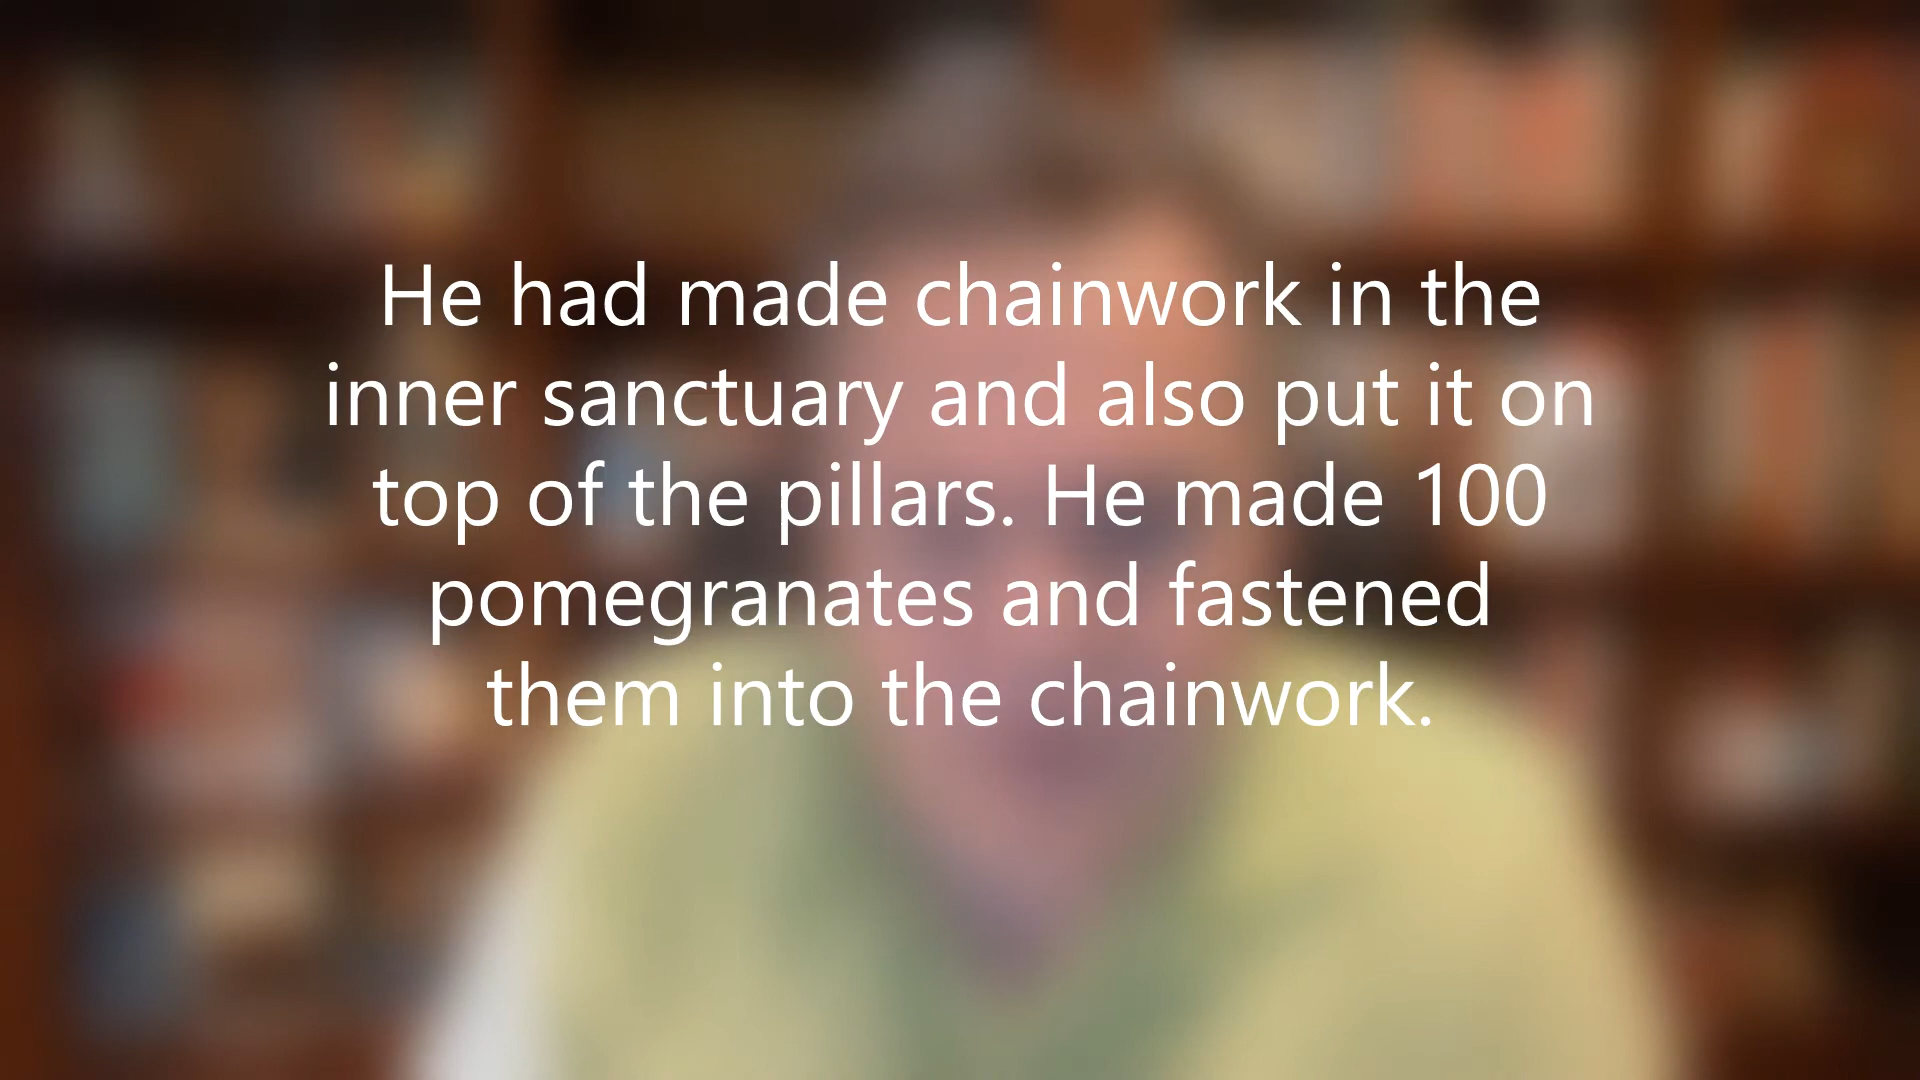 He had made chainwork in the
inner sanctuary and also put it on
top of the pillars. He made 100
pomegranates and fastened
them into the chainwork.